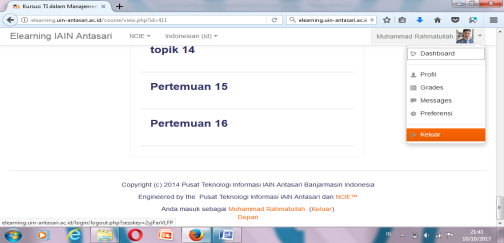 Kursus: TI dalam Manajemen
elearning.uin-antasari.ac.id/course/view.php?id=411
elearning.uin-antasari.ac.i
Elearning IAIN Antasari
NCIE
Indonesian (id)
Muhammad Rahmatullah
Dashboard
Profil
Grades
Messages
Preferensi
Keluar
topik 14
Pertemuan 15
Pertemuan 16
Copyright (c) 2014 Pusat Teknologi Informasi IAIN Antasari Banjarmasin Indonesia
Engineered by the Pusat Teknologi Informasi IAIN Antasari dan NCIE™
Anda masuk sebagai Muhammad Rahmatullah (Keluar)
Depan
elearning.uin-antasari.ac.id/login/logout.php?sesskey=2yjFarVLFP
IN
21:41
10/10/2017